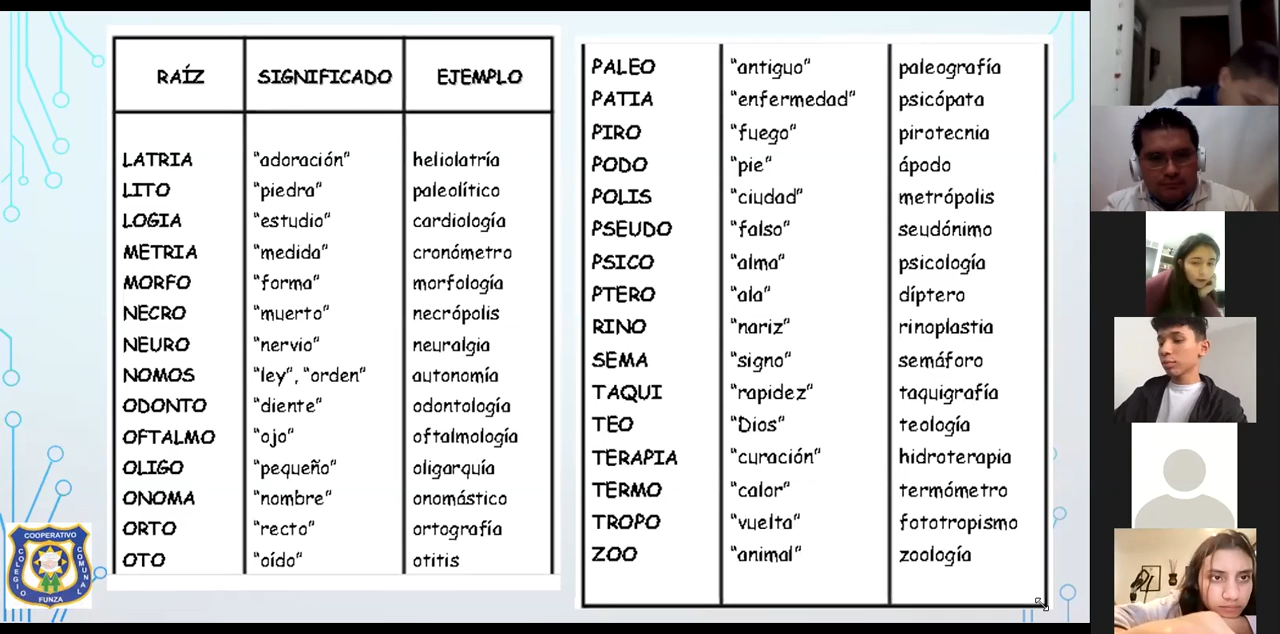 RAÍZ SIGNIFICADO EJEMPLO
LATRIA "adoración" heliolatría
LITO "piedra" paleolítico
LOGIA "estudio" cardiología
METRIA "medida" cronómetro
MORFO "forma" morfología
NECRO "muerto" necrópolis
NEURO "nervio" neuralgia
NOMOS "ley", "orden" autonomía
ODONTO "diente" odontología
OFTALMO "ojo" oftalmología
OLIGO "pequeño" oligarquía
ONOMA "nombre" onomástico
ORTO "recto" ortografía
OTO "oído" otitis
PALEO "antiguo" paleografía
PATIA "enfermedad" psicópata
PIRO "fuego" pirotecnia
PODO "pie" ápodo
POLIS "ciudad" metrópolis
PSEUDO "falso" seudónimo
PSICO "alma" psicología
PTERO "ala" díptero
RINO "nariz" rinoplastia
SEMA "signo" semáforo
TAQUI "rapidez" taquigrafía
TEO "Dios" teología
TERAPIA "curación" hidroterapia
TERMO "calor" termómetro
TROPO "vuelta" fototropismo
ZOO "animal" zoología
COOPERATIVO
COLEGIO
COMUNAL
FUNZA